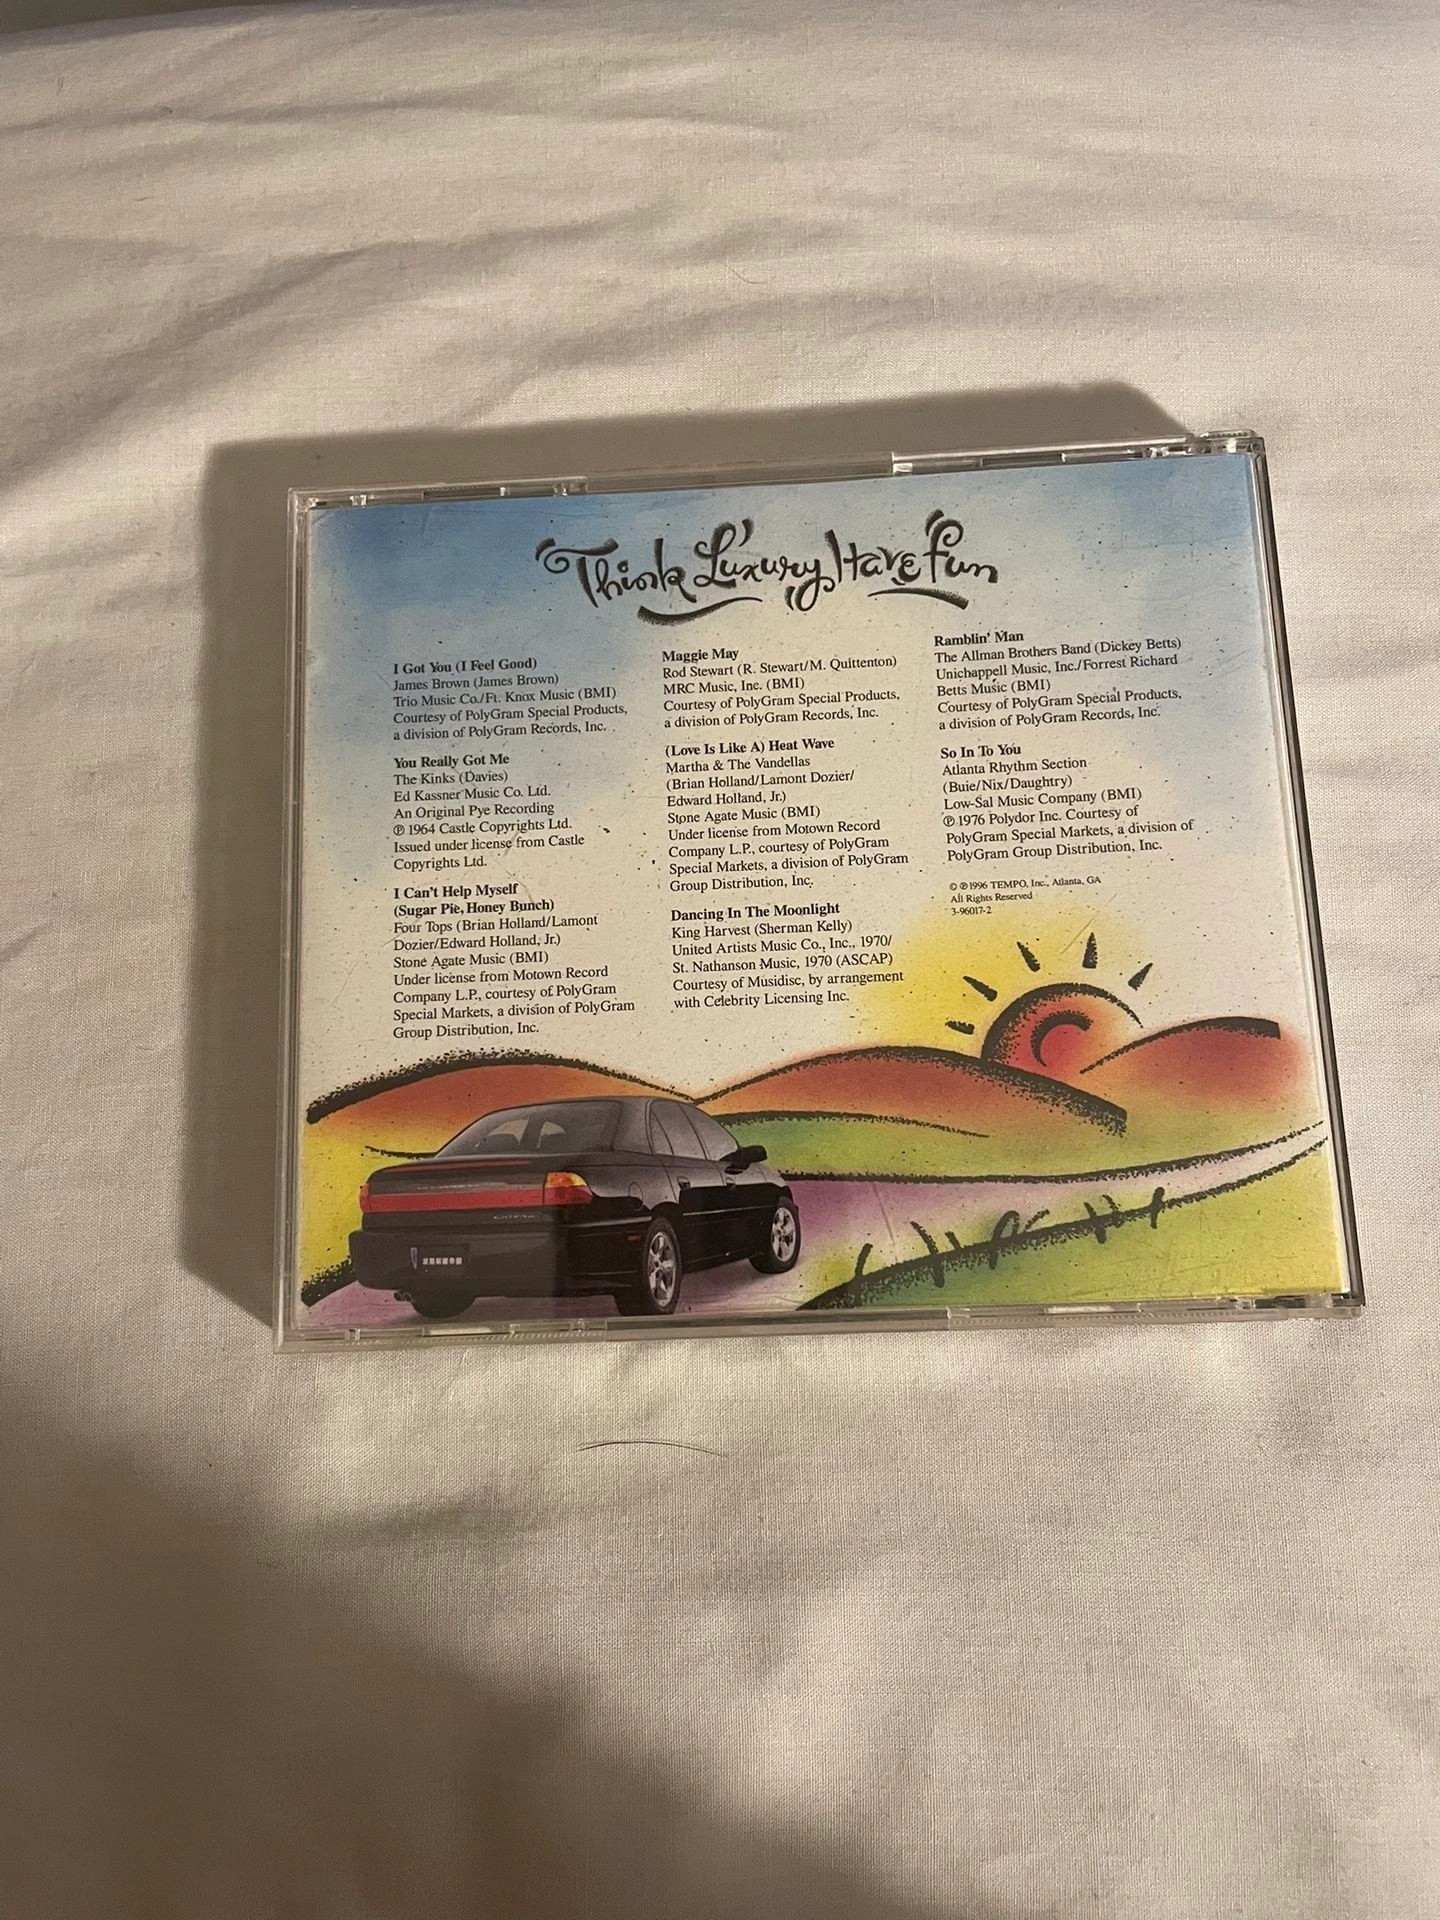 Think Luxury, Have Fun
I Got You (I Feel Good)
James Brown (James Brown)
Trio Music Co./Ft. Knox Music (BMI)
Courtesy of PolyGram Special Products,
a division of PolyGram Records, Inc.
You Really Got Me
The Kinks (Davies)
Ed Kassner Music Co. Ltd.
An Original Pye Recording
℗ 1964 Castle Copyrights Ltd.
Issued under license from Castle
Copyrights Ltd.
I Can't Help Myself
(Sugar Pie, Honey Bunch)
Four Tops (Brian Holland/Lamont
Dozier/Edward Holland, Jr.)
Stone Agate Music (BMI)
Under license from Motown Record
Company L.P., courtesy of PolyGram
Special Markets, a division of PolyGram
Group Distribution, Inc.
Maggie May
Rod Stewart (R. Stewart/M. Quittenton)
MRC Music, Inc. (BMI)
Courtesy of PolyGram Special Products,
a division of PolyGram Records, Inc.
(Love Is Like A) Heat Wave
Martha & The Vandellas
(Brian Holland/Lamont Dozier/
Edward Holland, Jr.)
Stone Agate Music (BMI)
Under license from Motown Record
Company L.P., courtesy of PolyGram
Special Markets, a division of PolyGram
Group Distribution, Inc.
Dancing In The Moonlight
King Harvest (Sherman Kelly)
United Artists Music Co., Inc., 1970/
St. Nathanson Music, 1970 (ASCAP)
Courtesy of Musidisc, by arrangement
with Celebrity Licensing Inc.
Ramblin' Man
The Allman Brothers Band (Dickey Betts)
Unichappell Music, Inc./Forrest Richard
Betts Music (BMI)
Courtesy of PolyGram Special Products,
a division of PolyGram Records, Inc.
So In To You
Atlanta Rhythm Section
(Buie/Nix/Daughtry)
Low-Sal Music Company (BMI)
℗ 1976 Polydor Inc. Courtesy of
PolyGram Special Markets, a division of
PolyGram Group Distribution, Inc.
© ℗ 1996 TEMPO, Inc., Atlanta, GA
All Rights Reserved
3-96017-2
CATERA